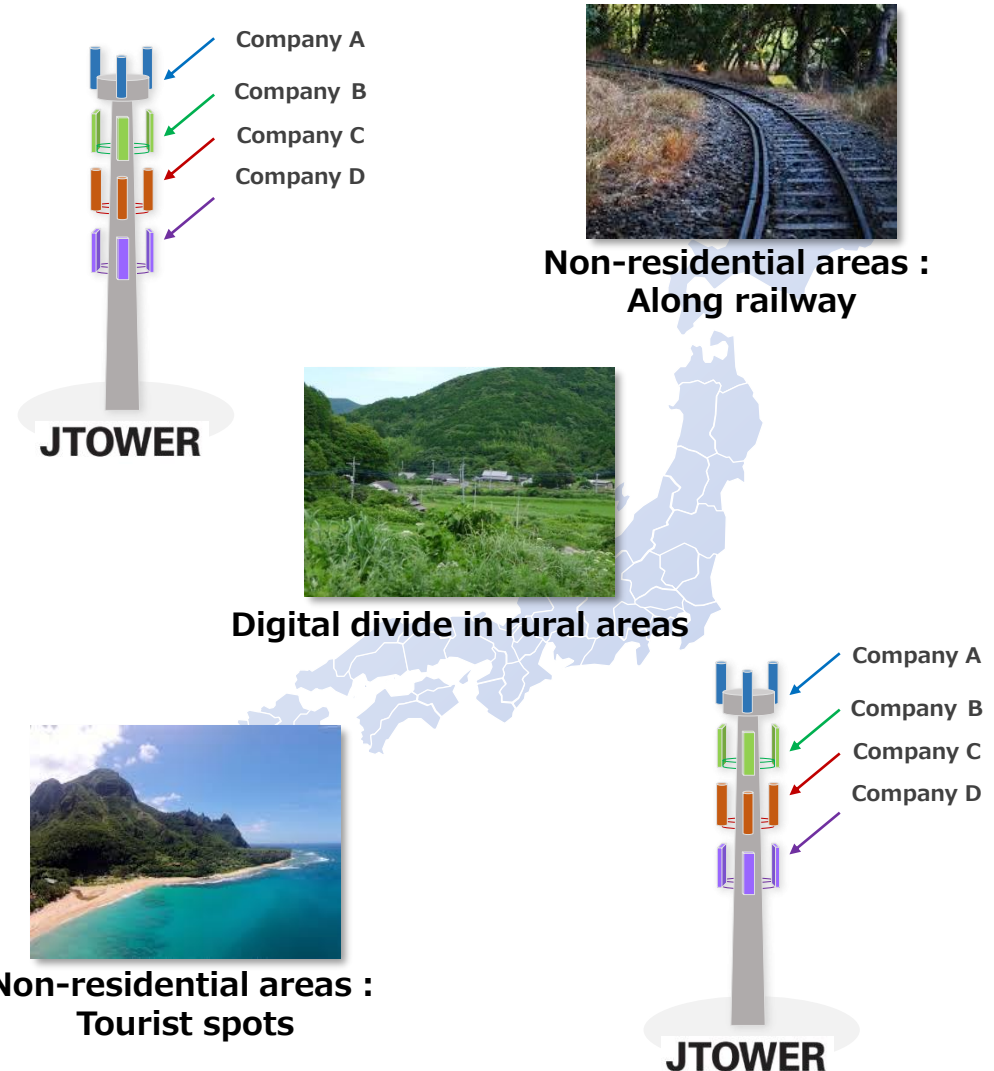 Company A
Company B
Company C
Company D
JTOWER
Non-residential areas :
Along railway
Digital divide in rural areas
Non-residential areas :
Tourist spots
Company A
Company B
Company C
Company D
JTOWER